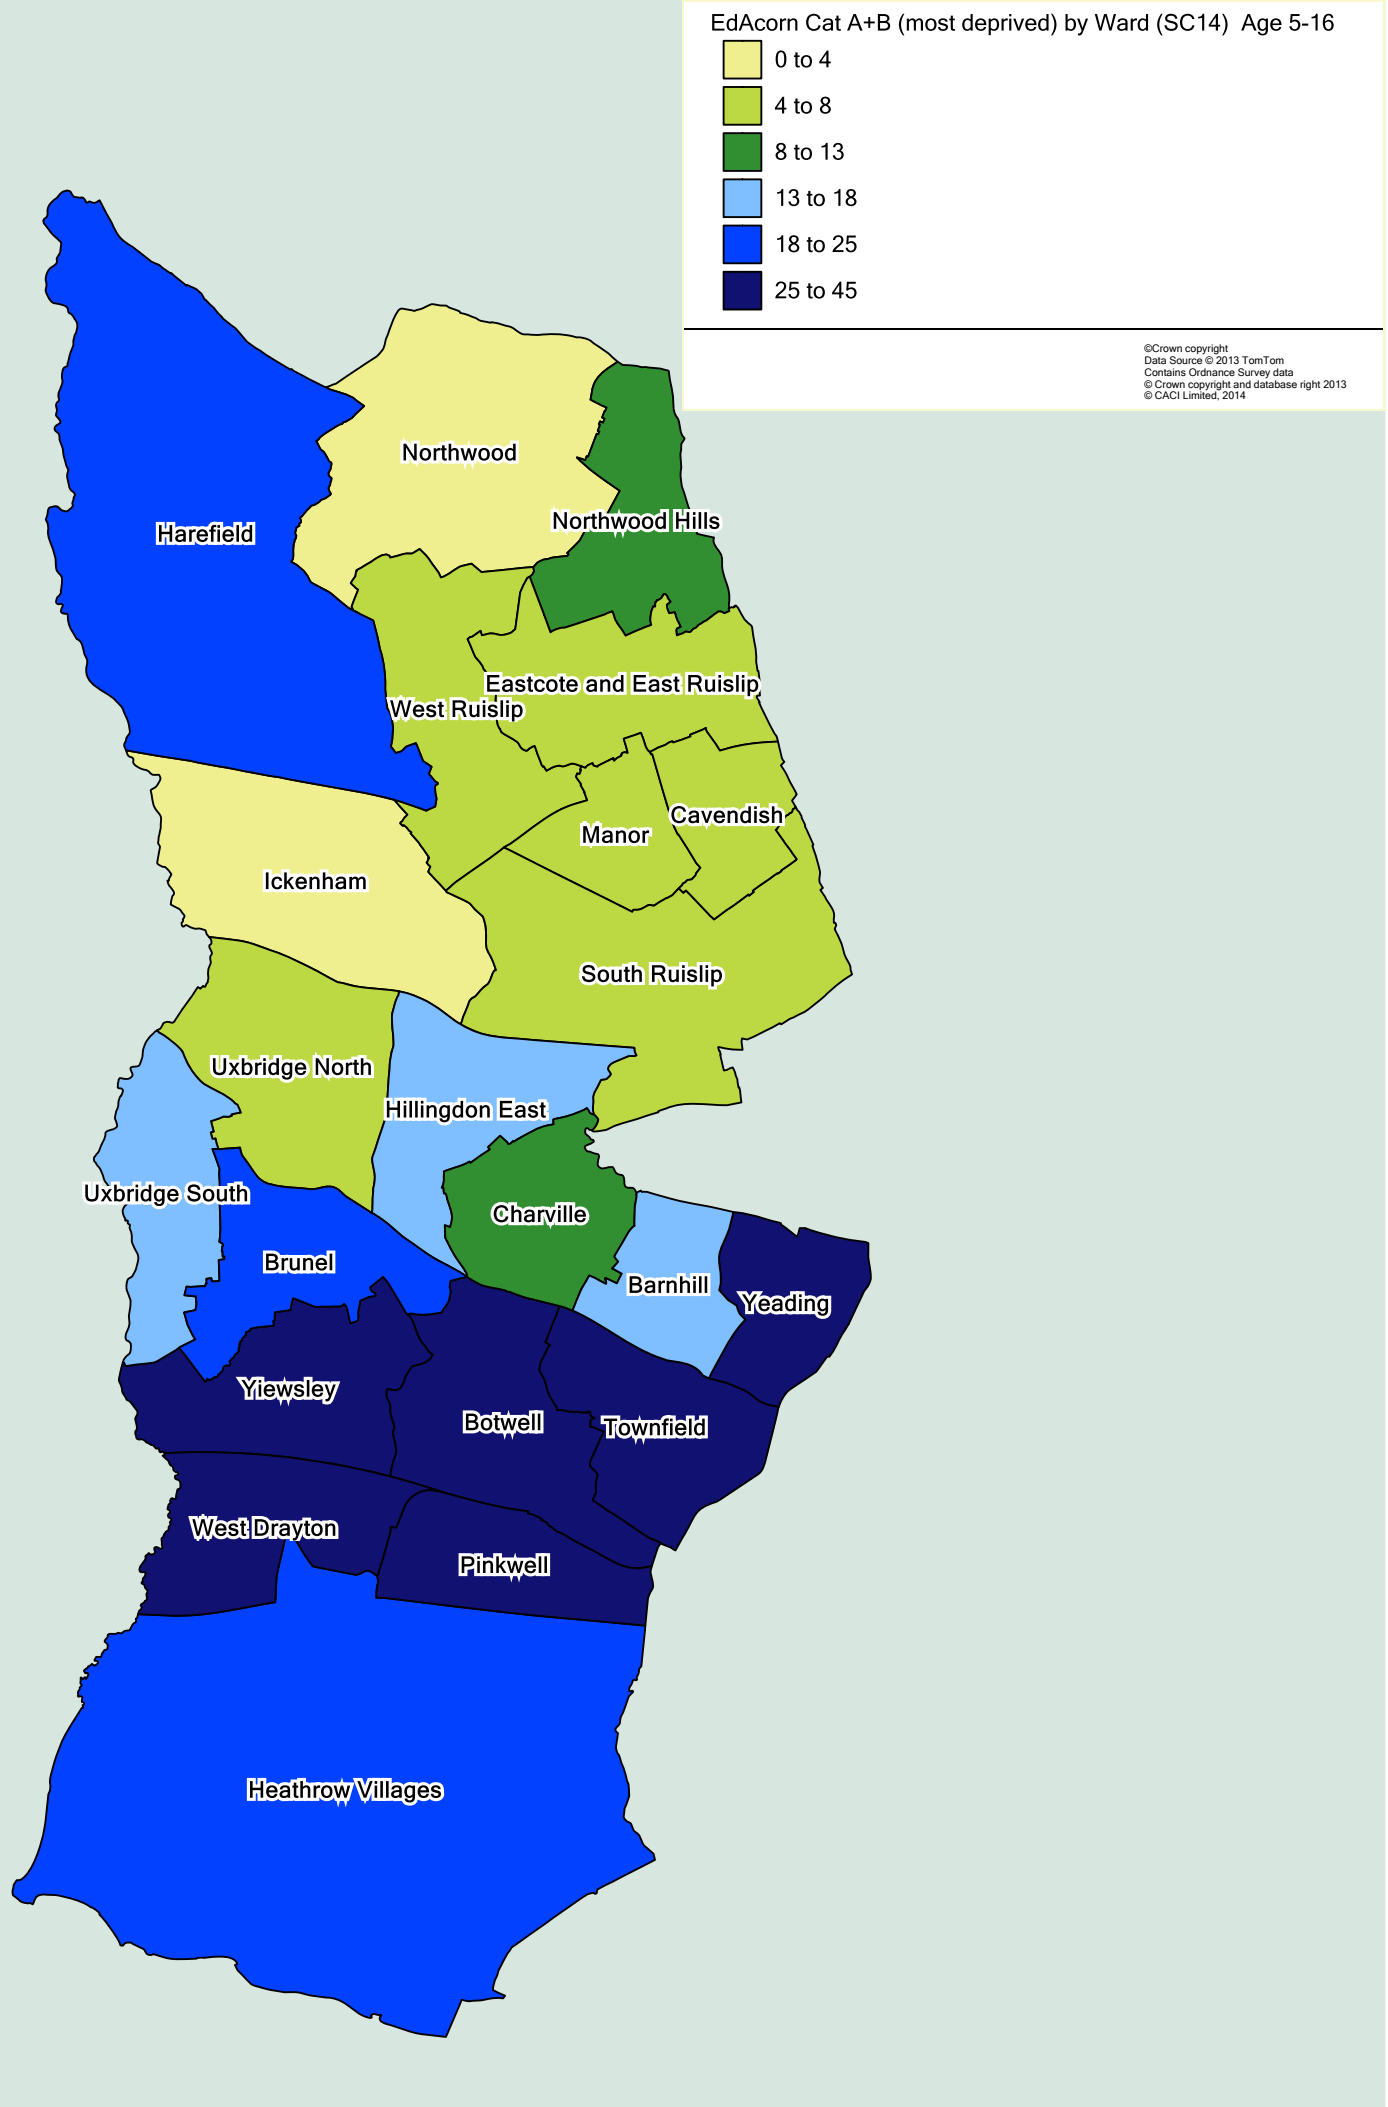 EdAcorn Cat A+B (most deprived) by Ward (SC14)  Age 5-16
0 to 4
4 to 8
8 to 13
13 to 18
18 to 25
25 to 45
©Crown copyright
Data Source © 2013 TomTom
Contains Ordnance Survey data
© Crown copyright and database right 2013
© CACI Limited, 2014
Northwood
Northwood Hills
Harefield
Eastcote and East Ruislip
West Ruislip
Cavendish
Manor
Ickenham
South Ruislip
Uxbridge North
Hillingdon East
Uxbridge South
Charville
Brunel
Barnhill
Yeading
Yiewsley
Botwell
Townfield
West Drayton
Pinkwell
Heathrow Villages